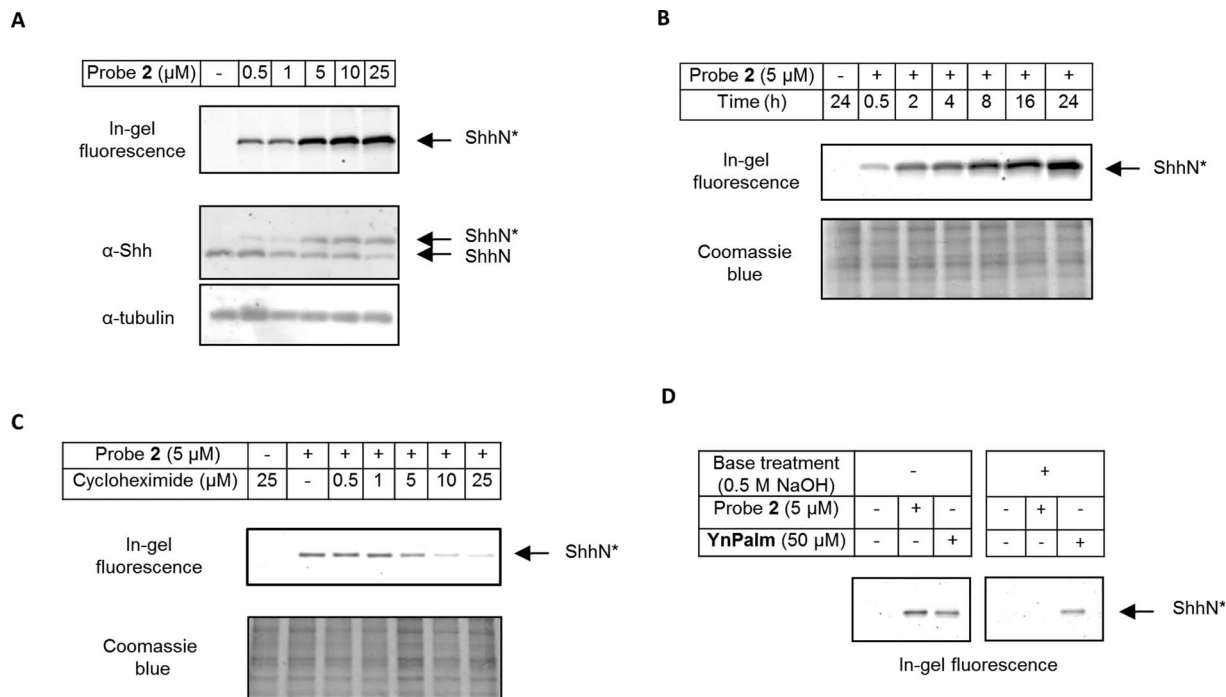 A
Probe 2 (µM) - 0.5 1 5 10 25
In-gel
fluorescence
ShhN*
α-Shh
ShhN*
ShhN
α-tubulin
B
Probe 2 (5 µM) - + + + + + +
Time (h) 24 0.5 2 4 8 16 24
In-gel
fluorescence
ShhN*
Coomassie
blue
C
Probe 2 (5 µM) - + + + + + +
Cycloheximide (µM) 25 - 0.5 1 5 10 25
In-gel
fluorescence
ShhN*
Coomassie
blue
D
Base treatment
(0.5 M NaOH) - +
Probe 2 (5 µM) - + - - + -
YnPalm (50 µM) - - + - - +
ShhN*
In-gel fluorescence